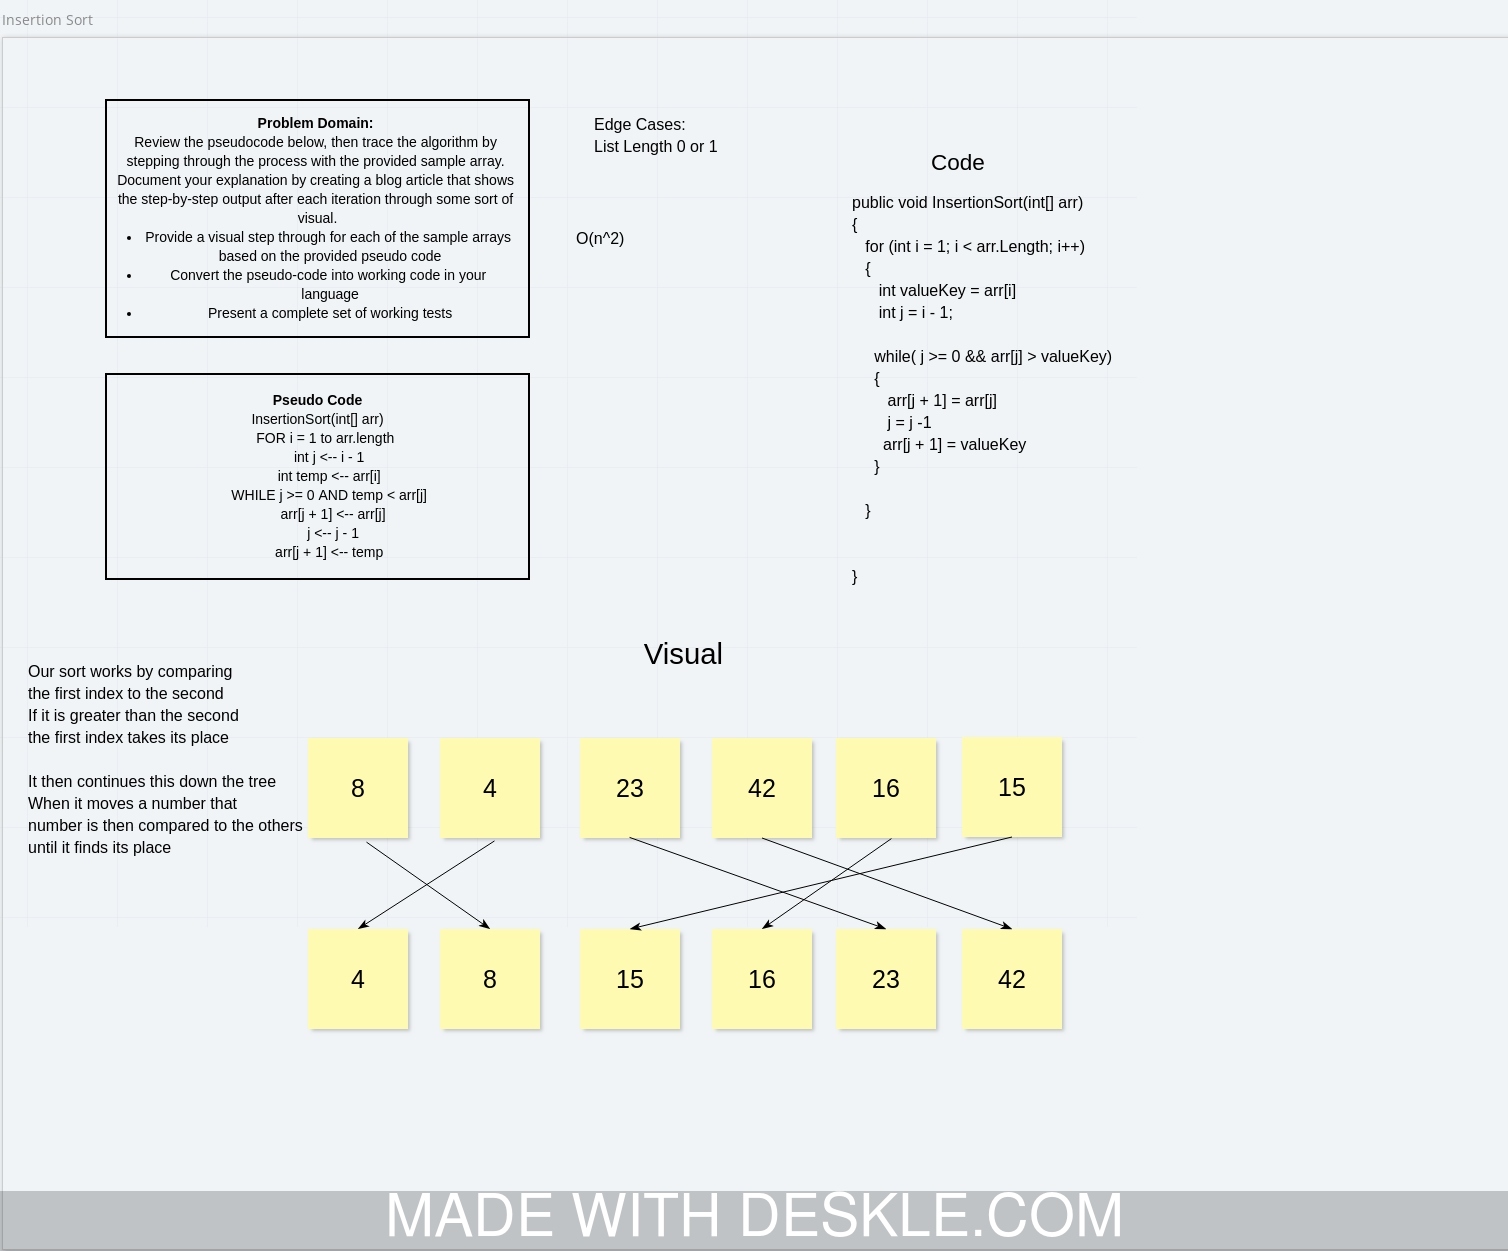 Insertion Sort
Problem Domain:
Review the pseudocode below, then trace the algorithm by
stepping through the process with the provided sample array.
Document your explanation by creating a blog article that shows
the step-by-step output after each iteration through some sort of
visual.
• Provide a visual step through for each of the sample arrays
based on the provided pseudo code
• Convert the pseudo-code into working code in your
language
• Present a complete set of working tests
Edge Cases:
List Length 0 or 1
O(n^2)
Pseudo Code
InsertionSort(int[] arr)
FOR i = 1 to arr.length
int j <-- i - 1
int temp <-- arr[i]
WHILE j >= 0 AND temp < arr[j]
arr[j + 1] <-- arr[j]
j <-- j - 1
arr[j + 1] <-- temp
Code
public void InsertionSort(int[] arr)
{
for (int i = 1; i < arr.Length; i++)
{
int valueKey = arr[i]
int j = i - 1;
while( j >= 0 && arr[j] > valueKey)
{
arr[j + 1] = arr[j]
j = j -1
arr[j + 1] = valueKey
}
}
}
Visual
Our sort works by comparing
the first index to the second
If it is greater than the second
the first index takes its place
It then continues this down the tree
When it moves a number that
number is then compared to the others
until it finds its place
8 4 23 42 16 15
4 8 15 16 23 42
MADE WITH DESKLE.COM